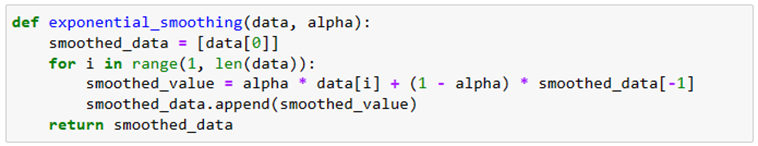 def exponential_smoothing(data, alpha):
    smoothed_data = [data[0]]
    for i in range(1, len(data)):
        smoothed_value = alpha * data[i] + (1 - alpha) * smoothed_data[-1]
        smoothed_data.append(smoothed_value)
    return smoothed_data